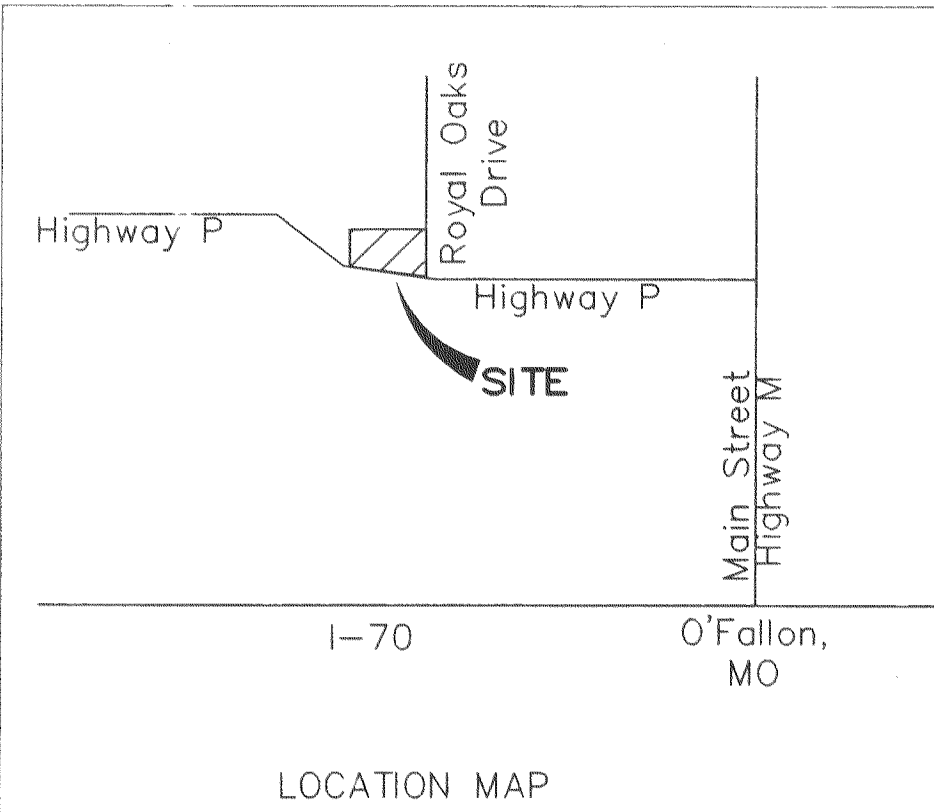 Royal Oaks
Drive
Highway P
Highway P
SITE
Main Street
Highway M
I-70
O'Fallon,
MO
LOCATION MAP